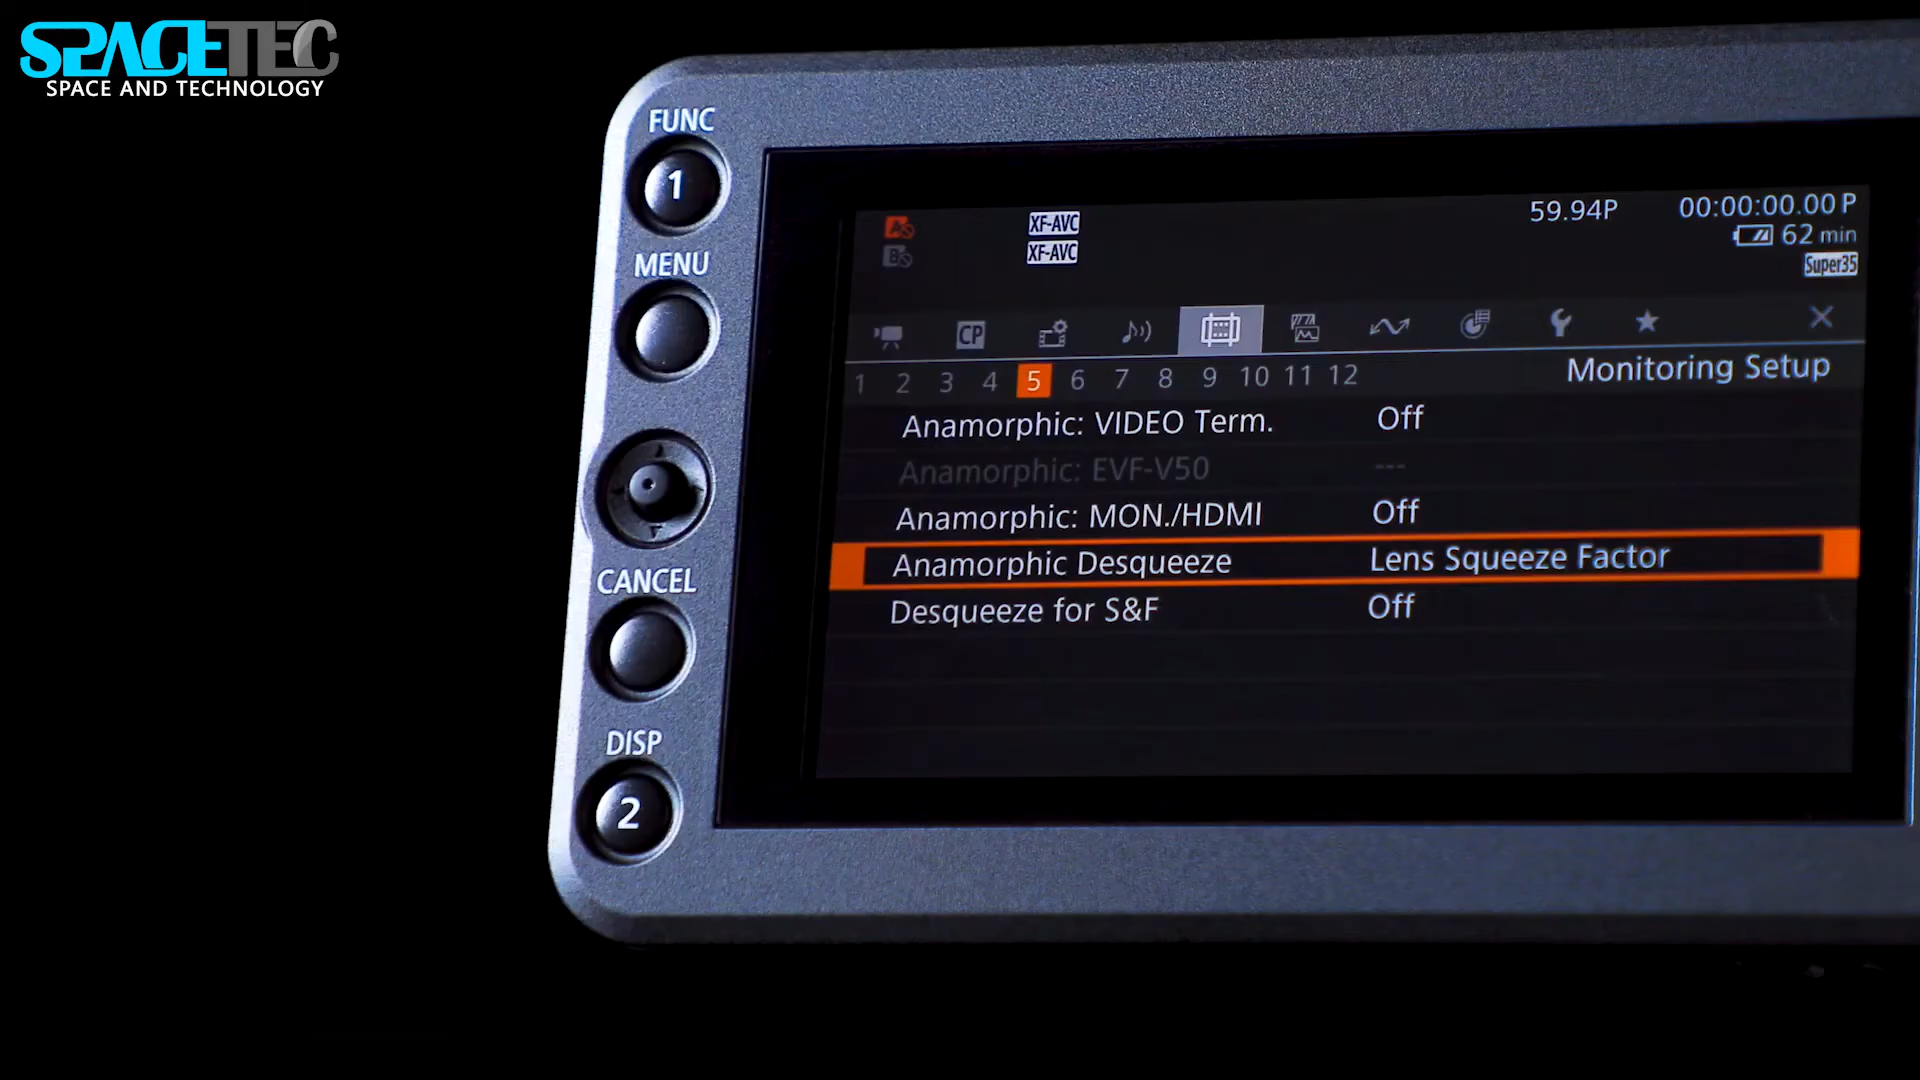 SPACETEC
SPACE AND TECHNOLOGY
FUNC
1
MENU
CANCEL
DISP
2
A
B
XF-AVC
XF-AVC
59.94P
00:00:00.00 P
62 min
Super35
CP
1 2 3 4 5 6 7 8 9 10 11 12
Monitoring Setup
Anamorphic: VIDEO Term. Off
Anamorphic: EVF-V50 ---
Anamorphic: MON./HDMI Off
Anamorphic Desqueeze Lens Squeeze Factor
Desqueeze for S&F Off